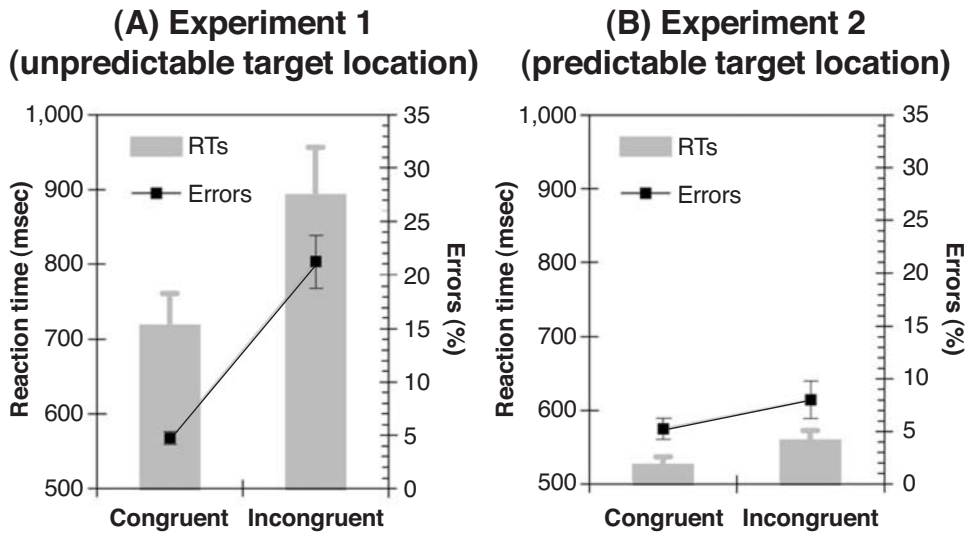 (A) Experiment 1
(unpredictable target location)
1,000
900
800
700
600
500
Reaction time (msec)
RTs
Errors
35
30
25
20
15
10
5
0
Errors (%)
Congruent Incongruent
(B) Experiment 2
(predictable target location)
1,000
900
800
700
600
500
Reaction time (msec)
RTs
Errors
35
30
25
20
15
10
5
0
Errors (%)
Congruent Incongruent